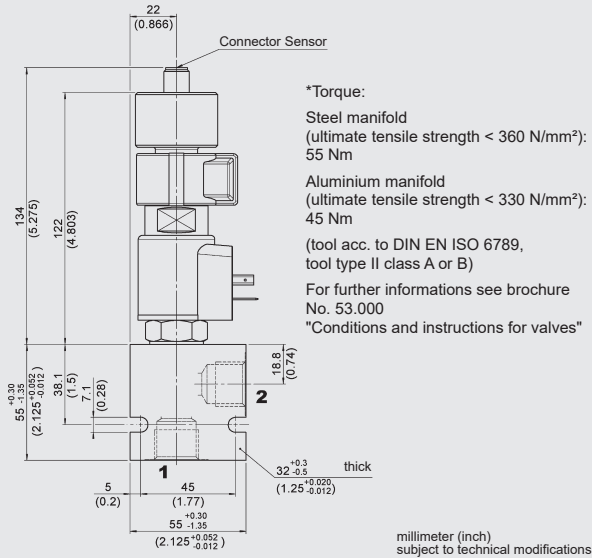 22
(0.866)
Connector Sensor
*Torque:
Steel manifold
(ultimate tensile strength < 360 N/mm²):
55 Nm
Aluminium manifold
(ultimate tensile strength < 330 N/mm²):
45 Nm
(tool acc. to DIN EN ISO 6789,
tool type II class A or B)
For further informations see brochure
No. 53.000
"Conditions and instructions for valves"
134
(5.275)
122
(4.803)
55 +0.30 -1.35
(2.125 +0.052 -0.012)
38.1
(1.5)
7.1
(0.28)
18.8
(0.74)
2
1
32 +0.3 -0.5 thick
(1.25 +0.020 -0.012)
5
(0.2)
45
(1.77)
55 +0.30 -1.35
(2.125 +0.052 -0.012)
millimeter (inch)
subject to technical modifications